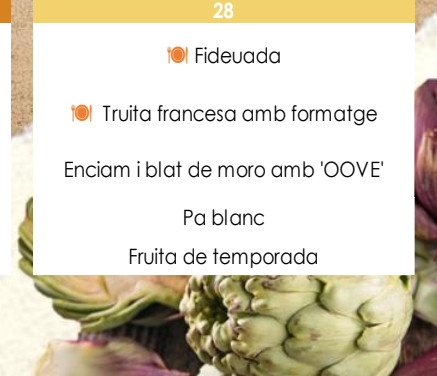 28
Fideuada
Truita francesa amb formatge
Enciam i blat de moro amb 'OOVE'
Pa blanc
Fruita de temporada